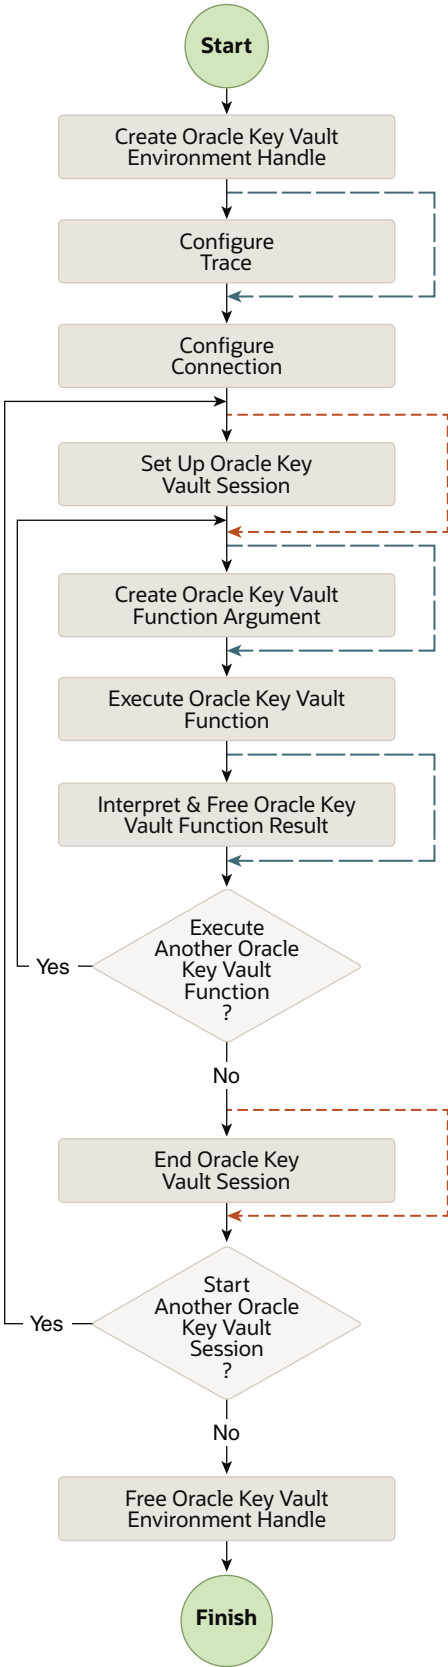 Start
Create Oracle Key Vault
Environment Handle
Configure
Trace
Configure
Connection
Set Up Oracle Key
Vault Session
Create Oracle Key Vault
Function Argument
Execute Oracle Key Vault
Function
Interpret & Free Oracle Key
Vault Function Result
Execute
Another Oracle
Key Vault
Function
?
Yes
No
End Oracle Key
Vault Session
Start
Another Oracle
Key Vault
Session
?
Yes
No
Free Oracle Key Vault
Environment Handle
Finish